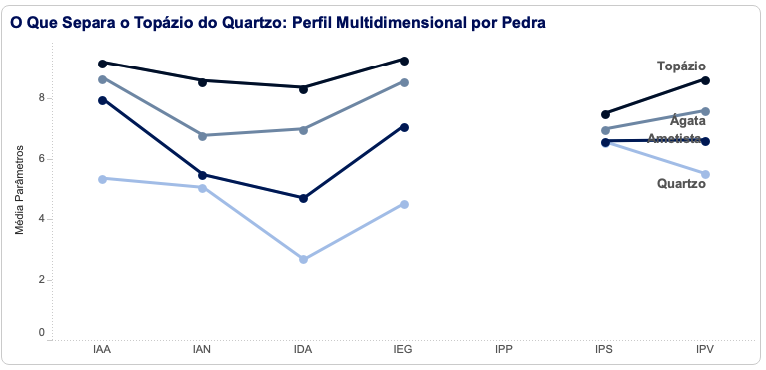 O Que Separa o Topázio do Quartzo: Perfil Multidimensional por Pedra
Topázio
Ágata
Ametista
Quartzo
Média Parâmetros
8
6
4
2
0
IAA IAN IDA IEG IPP IPS IPV